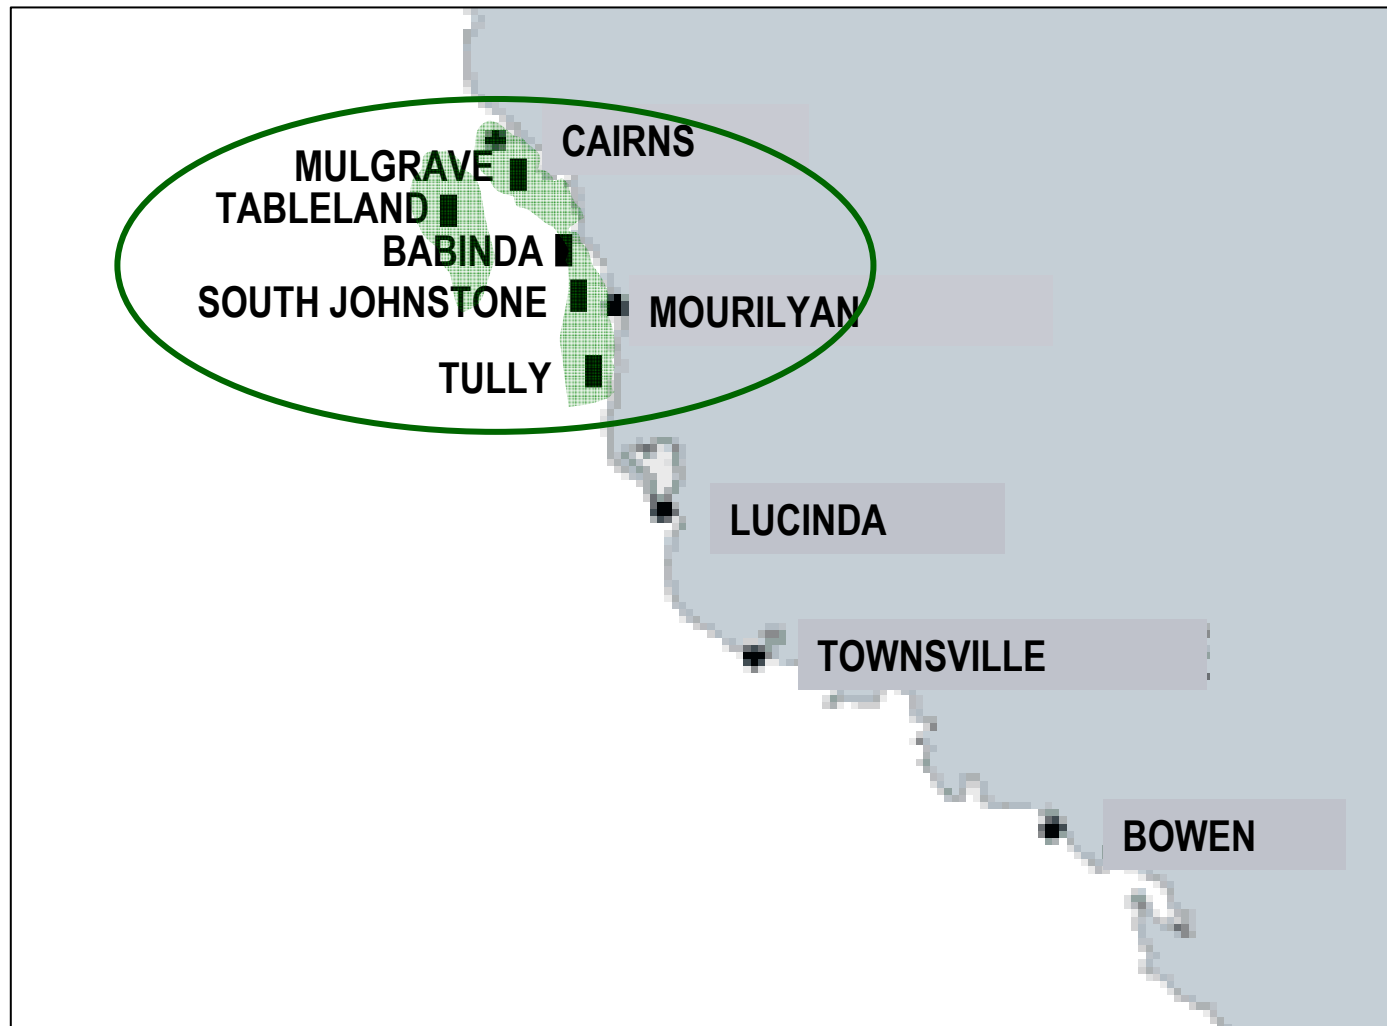 CAIRNS
MULGRAVE
TABLELAND
BABINDA
SOUTH JOHNSTONE
MOURILYAN
TULLY
LUCINDA
TOWNSVILLE
BOWEN